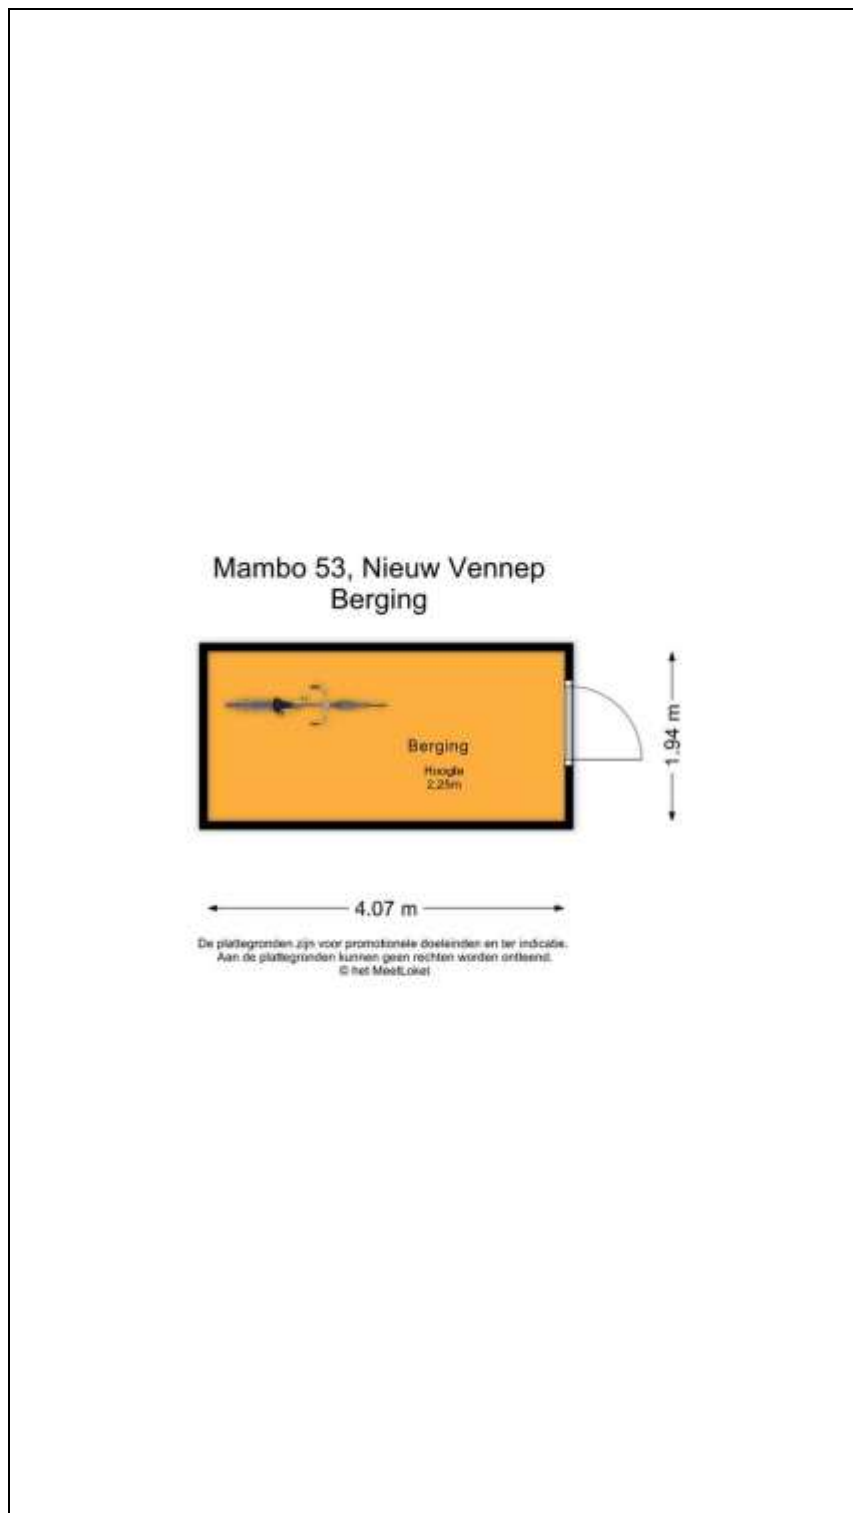 Mambo 53, Nieuw Vennep
Berging
Berging
Hoogte
2,25m
1.94 m
4.07 m
De plattegronden zijn voor promotionele doeleinden en ter indicatie.
Aan de plattegronden kunnen geen rechten worden ontleend.
© het MeetLoket